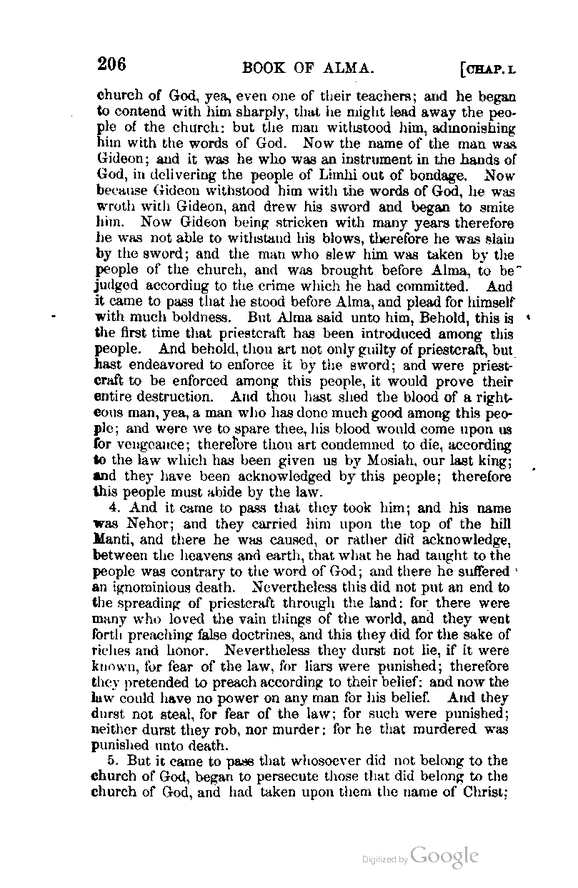 206 BOOK OF ALMA. [CHAP. I.
church of God, yea, even one of their teachers; and he began
to contend with him sharply, that he might lead away the peo-
ple of the church: but the man withstood him, admonishing
him with the words of God. Now the name of the man was
Gideon; and it was he who was an instrument in the hands of
God, in delivering the people of Limhi out of bondage. Now
because Gideon withstood him with the words of God, he was
wroth with Gideon, and drew his sword and began to smite
him. Now Gideon being stricken with many years therefore
he was not able to withstand his blows, therefore he was slain
by the sword; and the man who slew him was taken by the
people of the church, and was brought before Alma, to be
judged according to the crime which he had committed. And
it came to pass that he stood before Alma, and plead for himself
with much boldness. But Alma said unto him, Behold, this is
the first time that priestcraft has been introduced among this
people. And behold, thou art not only guilty of priestcraft, but
hast endeavored to enforce it by the sword; and were priest-
craft to be enforced among this people, it would prove their
entire destruction. And thou hast shed the blood of a right-
eous man, yea, a man who has done much good among this peo-
ple; and were we to spare thee, his blood would come upon us
for vengeance; therefore thou art condemned to die, according
to the law which has been given us by Mosiah, our last king;
and they have been acknowledged by this people; therefore
this people must abide by the law.
4. And it came to pass that they took him; and his name
was Nehor; and they carried him upon the top of the hill
Manti, and there he was caused, or rather did acknowledge,
between the heavens and earth, that what he had taught to the
people was contrary to the word of God; and there he suffered
an ignominious death. Nevertheless this did not put an end to
the spreading of priestcraft through the land: for there were
many who loved the vain things of the world, and they went
forth preaching false doctrines, and this they did for the sake of
riches and honor. Nevertheless they durst not lie, if it were
known, for fear of the law, for liars were punished; therefore
they pretended to preach according to their belief: and now the
law could have no power on any man for his belief. And they
durst not steal, for fear of the law; for such were punished;
neither durst they rob, nor murder: for he that murdered was
punished unto death.
5. But it came to pass that whosoever did not belong to the
church of God, began to persecute those that did belong to the
church of God, and had taken upon them the name of Christ;
Digitized by Google